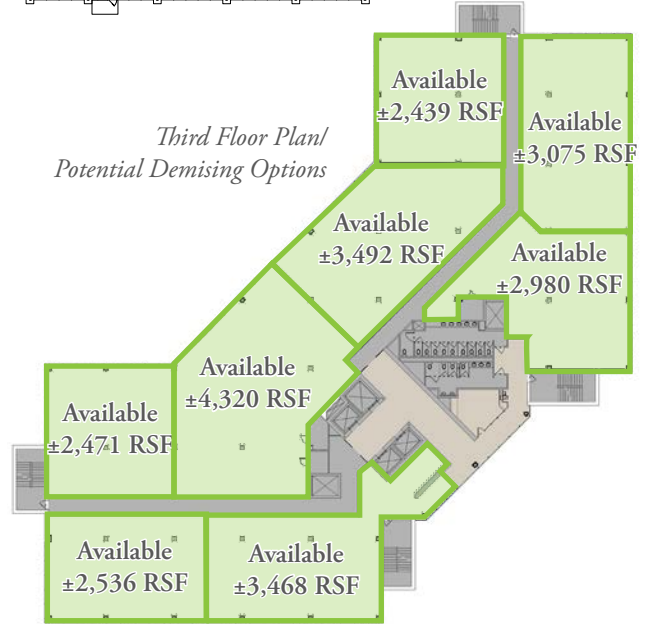 Third Floor Plan/
Potential Demising Options
Available
±2,439 RSF
Available
±3,075 RSF
Available
±3,492 RSF
Available
±2,980 RSF
Available
±4,320 RSF
Available
±2,471 RSF
Available
±2,536 RSF
Available
±3,468 RSF